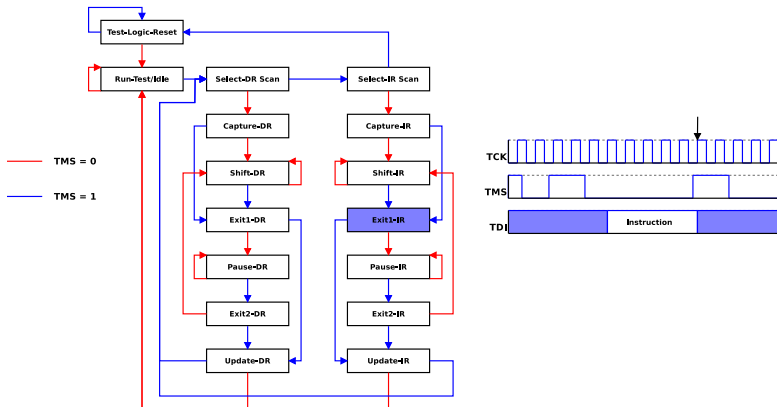 Test-Logic-Reset
Run-Test/Idle
Select-DR Scan
Select-IR Scan
Capture-DR
Capture-IR
TMS = 0
Shift-DR
Shift-IR
TMS = 1
Exit1-DR
Exit1-IR
Pause-DR
Pause-IR
Exit2-DR
Exit2-IR
Update-DR
Update-IR
TCK
TMS
TDI
Instruction